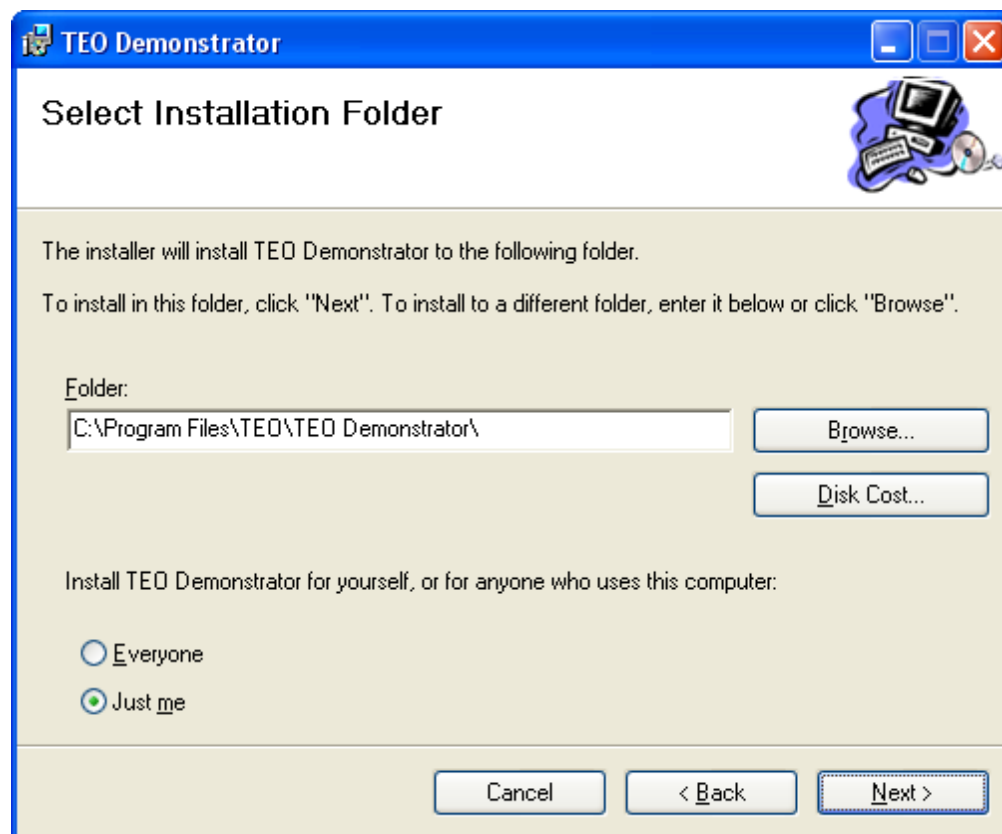 TEO Demonstrator
Select Installation Folder
The installer will install TEO Demonstrator to the following folder.
To install in this folder, click "Next". To install to a different folder, enter it below or click "Browse".
Folder:
C:\Program Files\TEO\TEO Demonstrator\
Browse...
Disk Cost...
Install TEO Demonstrator for yourself, or for anyone who uses this computer:
Everyone
Just me
Cancel
< Back
Next >